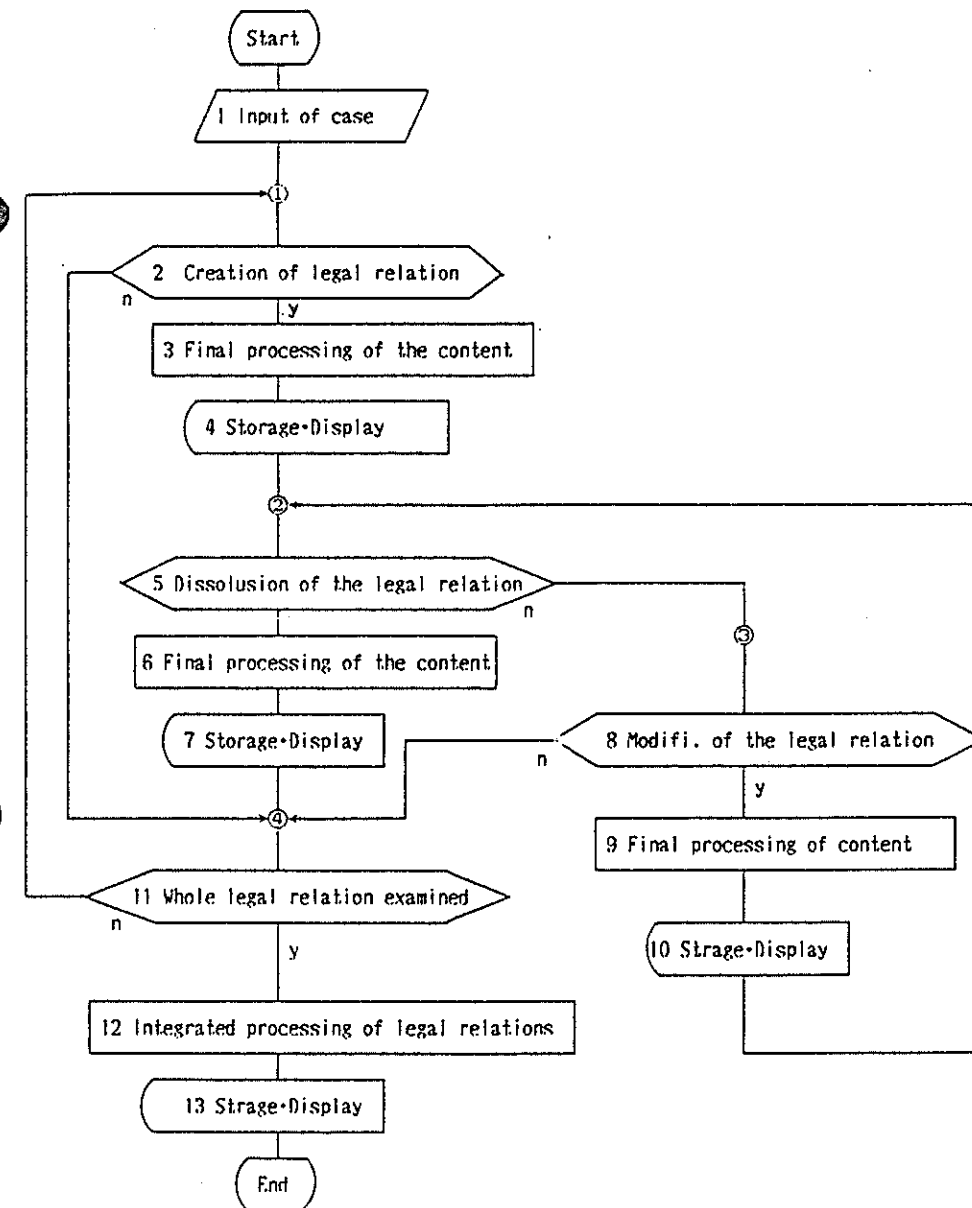 Start
1 Input of case
①
2 Creation of legal relation
n
y
3 Final processing of the content
4 Storage・Display
②
5 Dissolusion of the legal relation
n
③
6 Final processing of the content
7 Storage・Display
8 Modifi. of the legal relation
n
y
④
9 Final processing of content
11 Whole legal relation examined
n
y
10 Strage・Display
12 Integrated processing of legal relations
13 Strage・Display
End